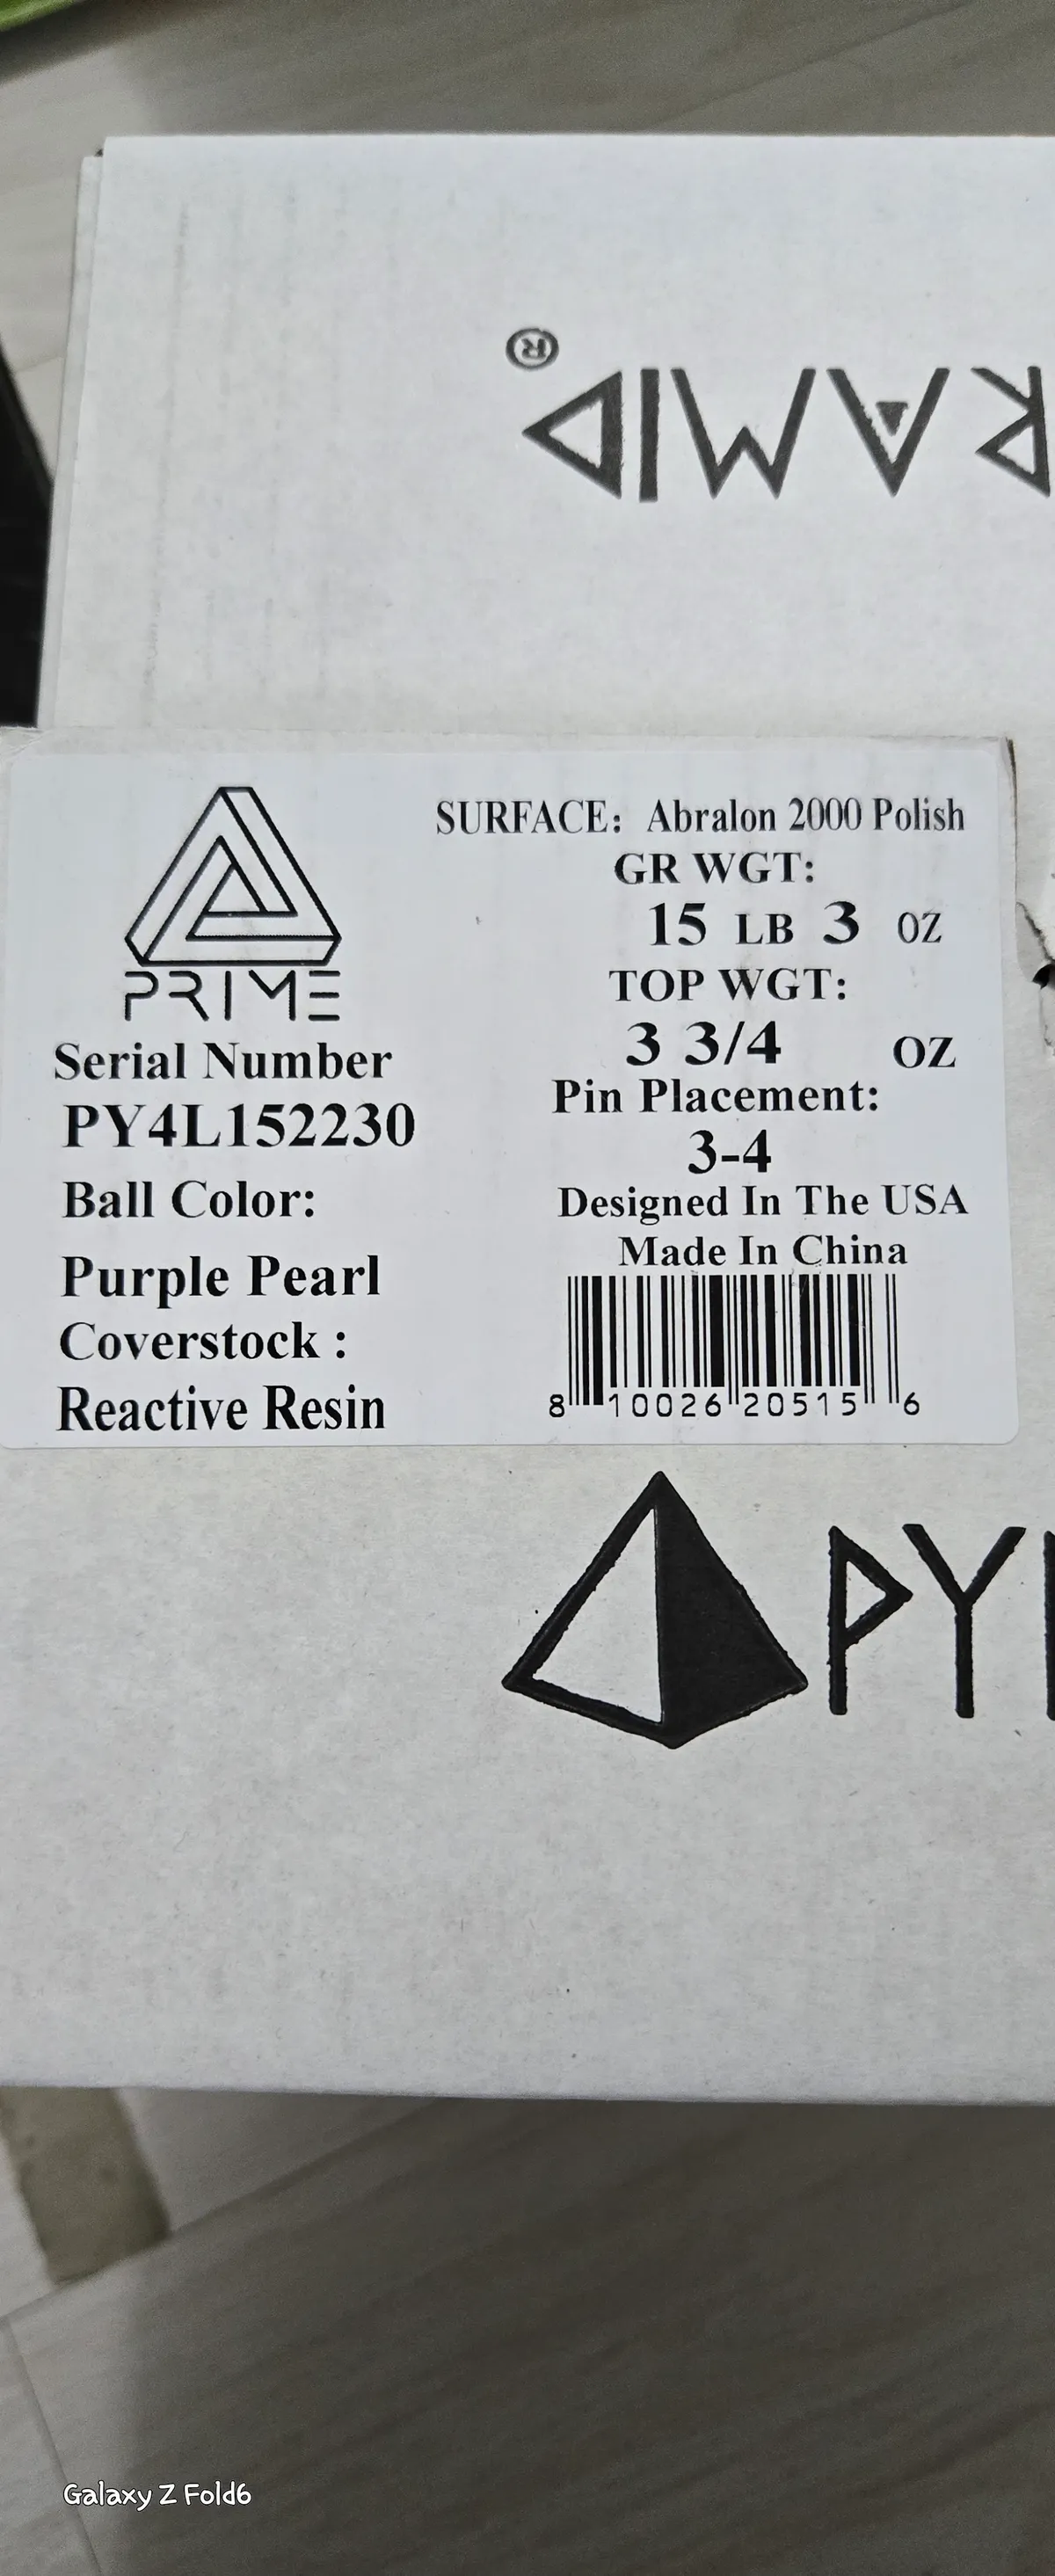 ®
RAMID
PRIME
Serial Number
PY4L152230
Ball Color:
Purple Pearl
Coverstock :
Reactive Resin
SURFACE: Abralon 2000 Polish
GR WGT:
15 LB 3 OZ
TOP WGT:
3 3/4 OZ
Pin Placement:
3-4
Designed In The USA
Made In China
8 10026 20515 6
PY
Galaxy Z Fold6